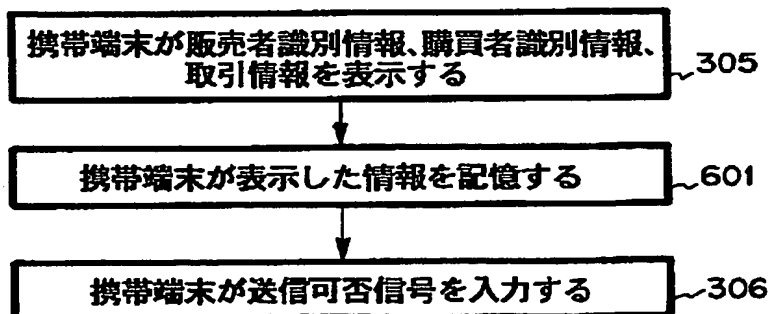 携帯端末が販売者識別情報、購買者識別情報、
取引情報を表示する
305
携帯端末が表示した情報を記憶する
601
携帯端末が送信可否信号を入力する
306